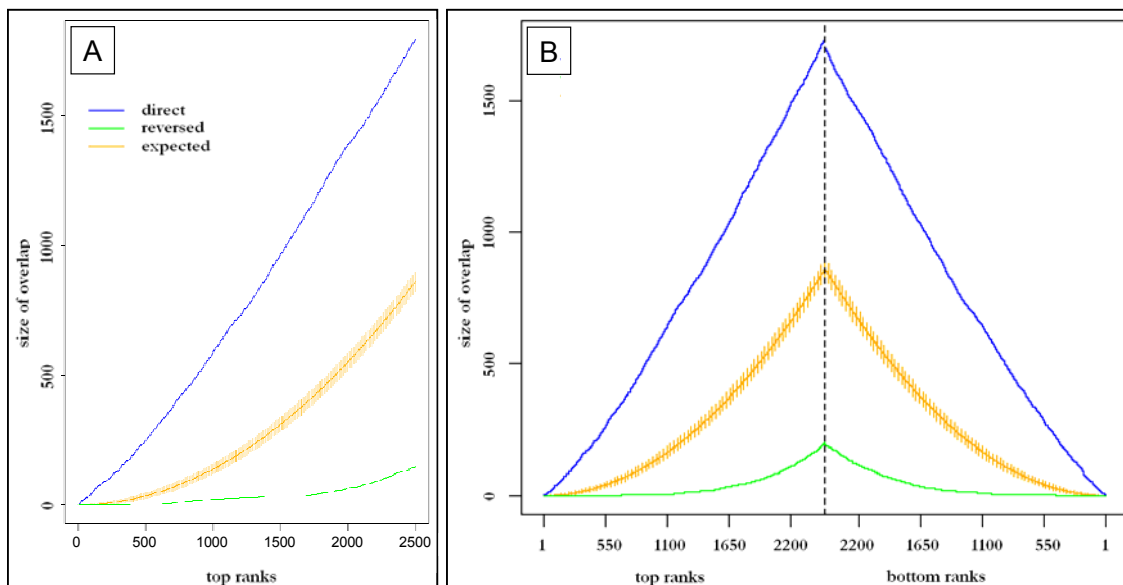 A
direct
reversed
expected
size of overlap
0
500
1000
1500
0 500 1000 1500 2000 2500
top ranks
B
size of overlap
0
500
1000
1500
1 550 1100 1650 2200 2200 1650 1100 550 1
top ranks bottom ranks